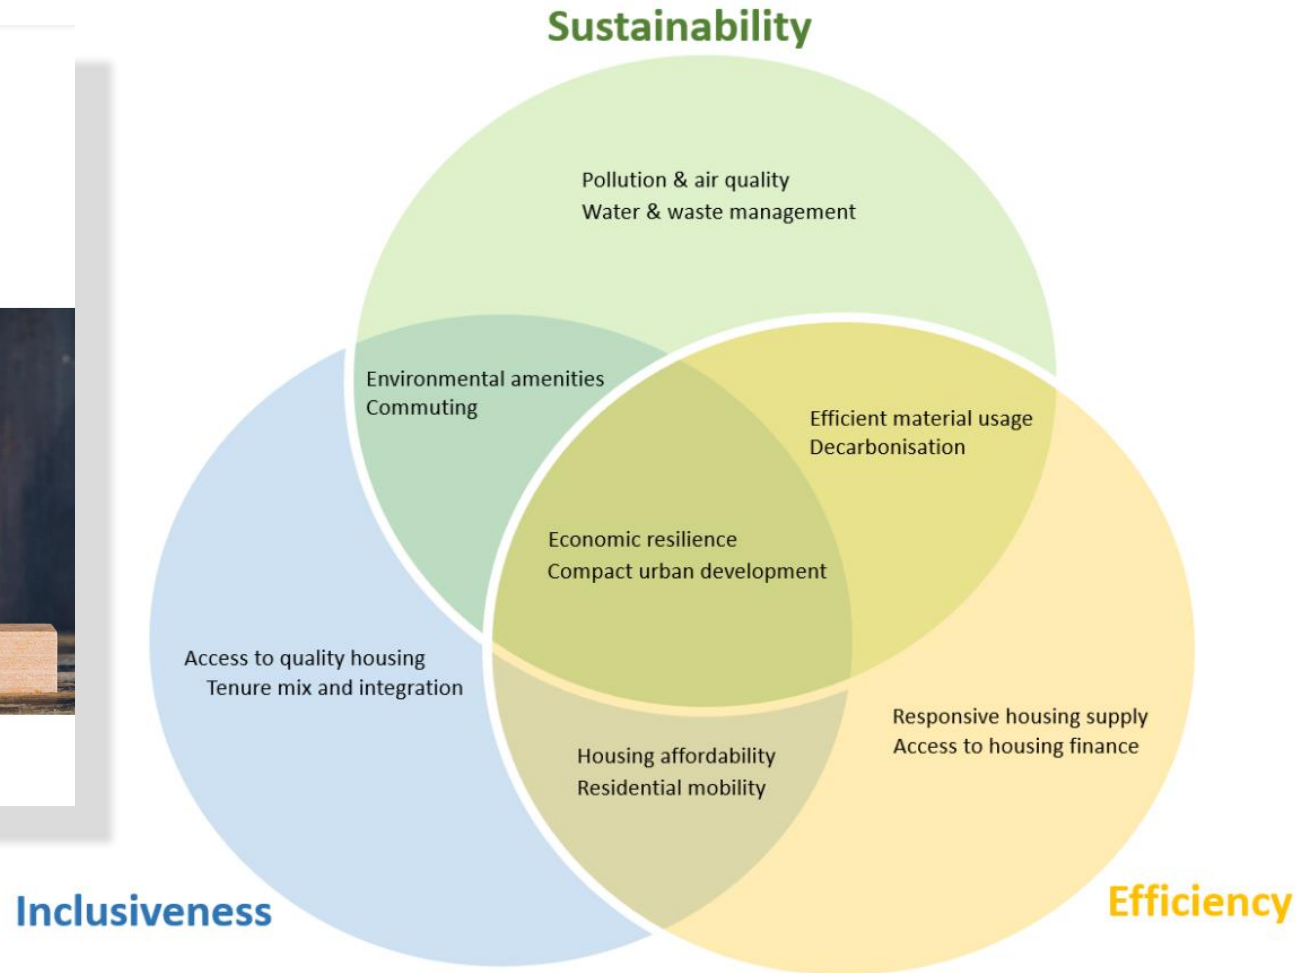 Sustainability
Pollution & air quality
Water & waste management
Environmental amenities
Commuting
Efficient material usage
Decarbonisation
Economic resilience
Compact urban development
Access to quality housing
Tenure mix and integration
Responsive housing supply
Access to housing finance
Housing affordability
Residential mobility
Inclusiveness
Efficiency